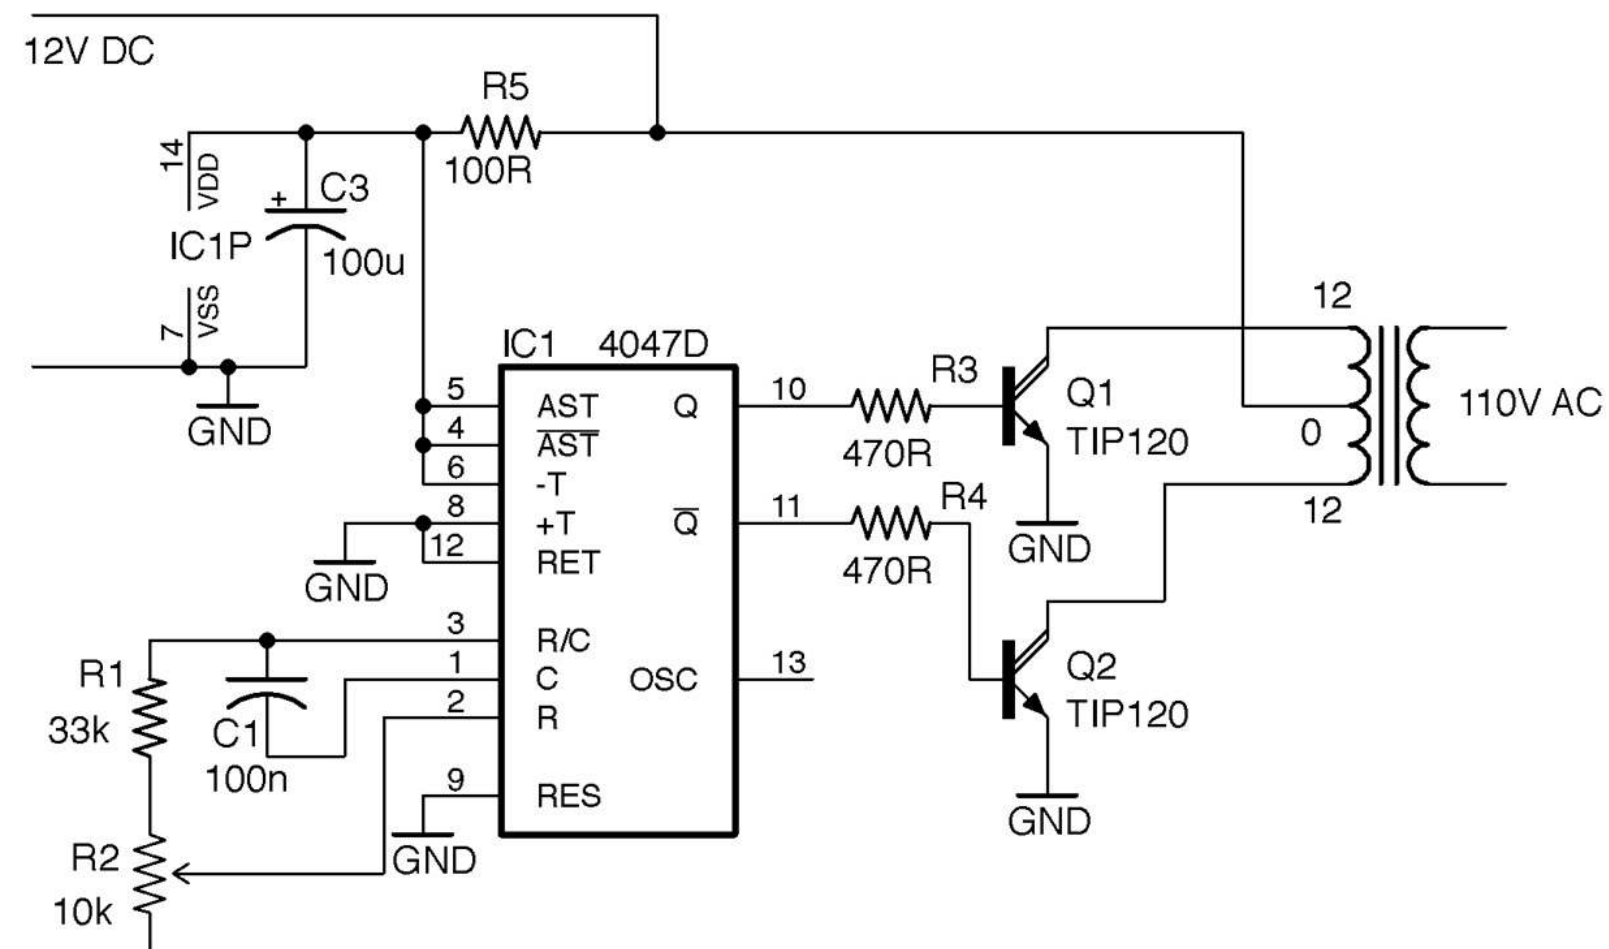 12V DC
R5
100R
14
VDD
C3
+
IC1P
100u
7
VSS
GND
IC1 4047D
12
0
12
110V AC
5 AST Q 10
4 AST
6 -T
8 +T Q 11
12 RET
GND
3 R/C
1 C OSC 13
2 R
9 RES
GND
R3
470R
Q1
TIP120
GND
R4
470R
Q2
TIP120
GND
R1
33k
C1
100n
R2
10k